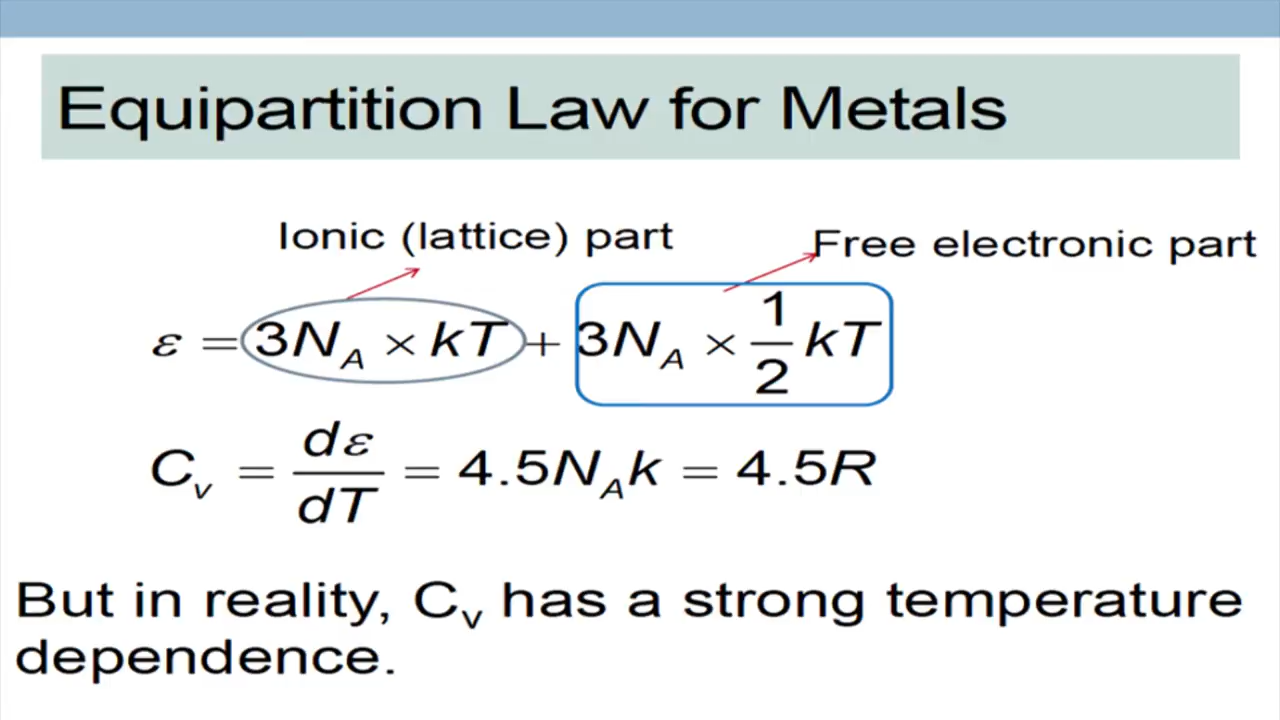 Equipartition Law for Metals
Ionic (lattice) part
Free electronic part
ε = 3N_A × kT + 3N_A × 1/2 kT
C_v = dε/dT = 4.5N_A k = 4.5R
But in reality, C_v has a strong temperature
dependence.